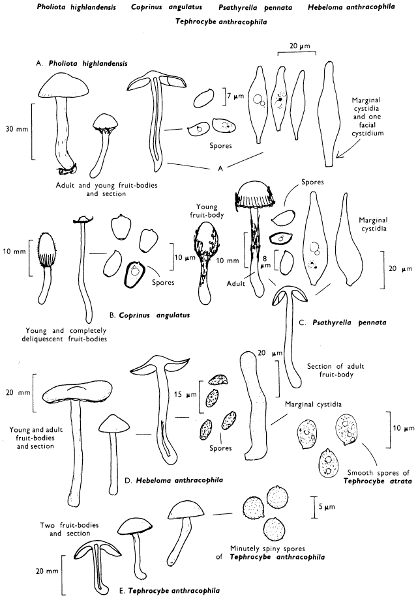 Pholiota highlandensis Coprinus angulatus Psathyrella pennata Hebeloma anthracophila
Tephrocybe anthracophila
20 µm
A. Pholiota highlandensis
7 µm
30 mm
Spores
A
Marginal
cystidia
and one
facial
cystidium
Adult and young fruit-bodies
and section
Spores
Young
fruit-body
Marginal
cystidia
10 mm
10 µm
10 mm
8
µm
20 µm
Spores
Adult
B. Coprinus angulatus
C. Psathyrella pennata
Young and completely
deliquescent fruit-bodies
20 µm
Section of adult
fruit-body
20 mm
15 µm
Marginal cystidia
10 µm
Young and adult
fruit-bodies
and section
Spores
Smooth spores of
Tephrocybe atrata
D. Hebeloma anthracophila
5 µm
Two fruit-bodies
and section
Minutely spiny spores
of Tephrocybe anthracophila
20 mm
E. Tephrocybe anthracophila